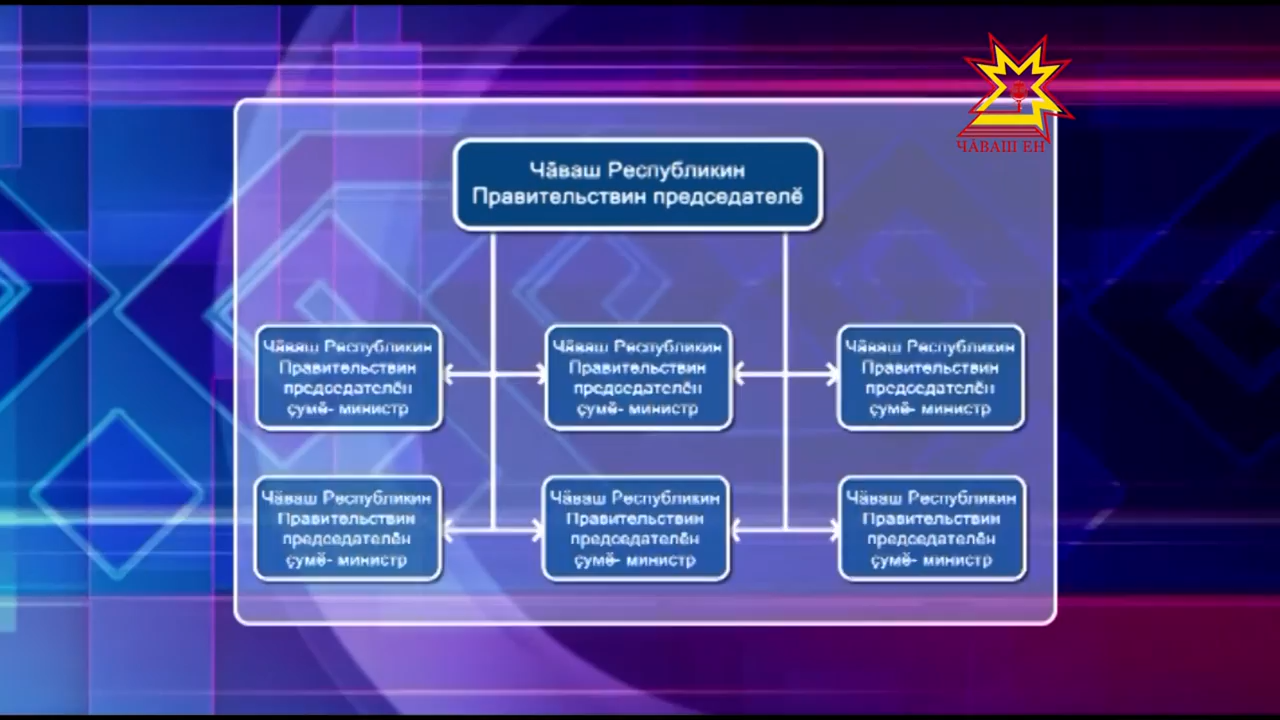 ЧӐВАШ ЕН
Чӑваш Республикин
Правительствин председателӗ
Чӑваш Республикин
Правительствин
председателӗн
ҫумӗ- министр
Чӑваш Республикин
Правительствин
председателӗн
ҫумӗ- министр
Чӑваш Республикин
Правительствин
председателӗн
ҫумӗ- министр
Чӑваш Республикин
Правительствин
председателӗн
ҫумӗ- министр
Чӑваш Республикин
Правительствин
председателӗн
ҫумӗ- министр
Чӑваш Республикин
Правительствин
председателӗн
ҫумӗ- министр